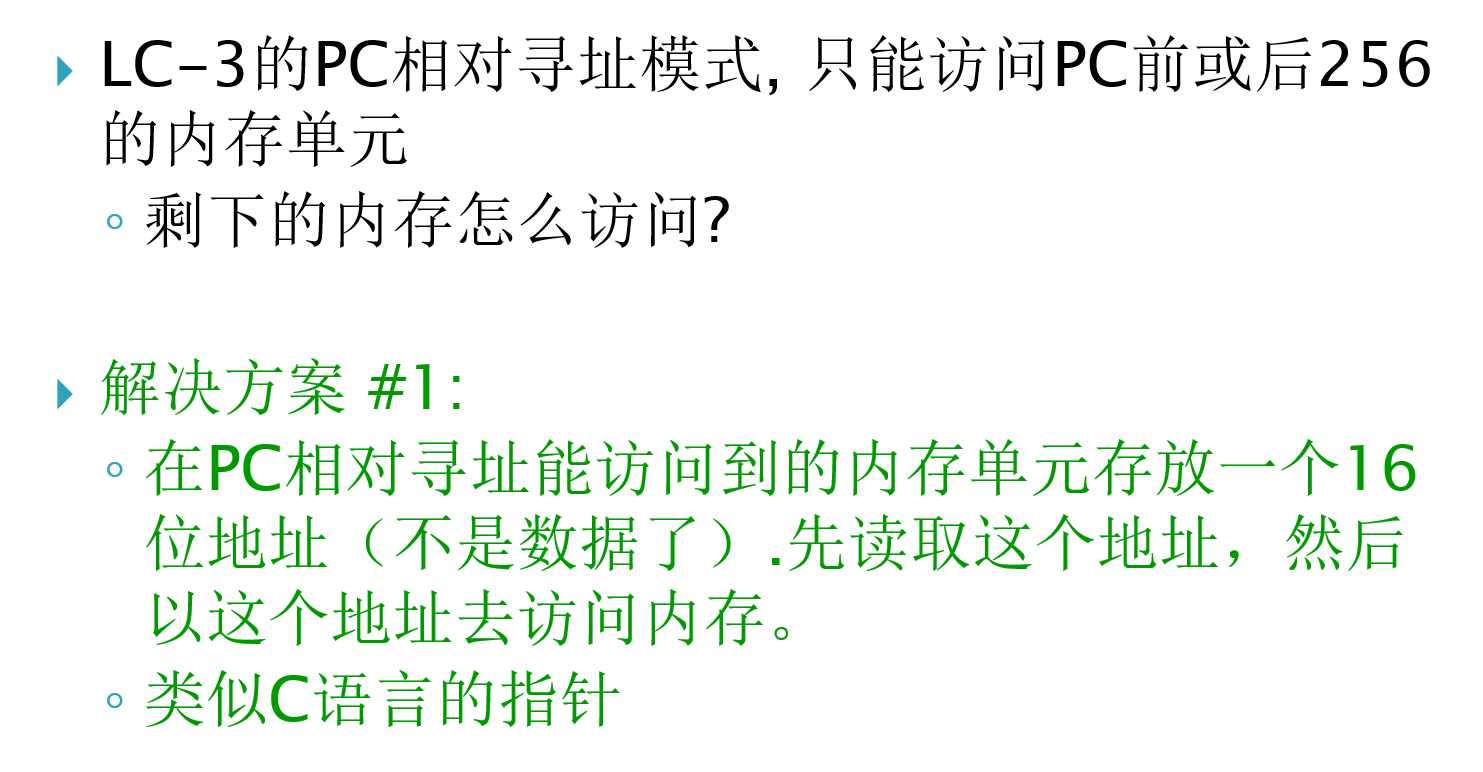 LC-3的PC相对寻址模式, 只能访问PC前或后256
的内存单元
剩下的内存怎么访问?
解决方案 #1:
在PC相对寻址能访问到的内存单元存放一个16
位地址（不是数据了）.先读取这个地址，然后
以这个地址去访问内存。
类似C语言的指针